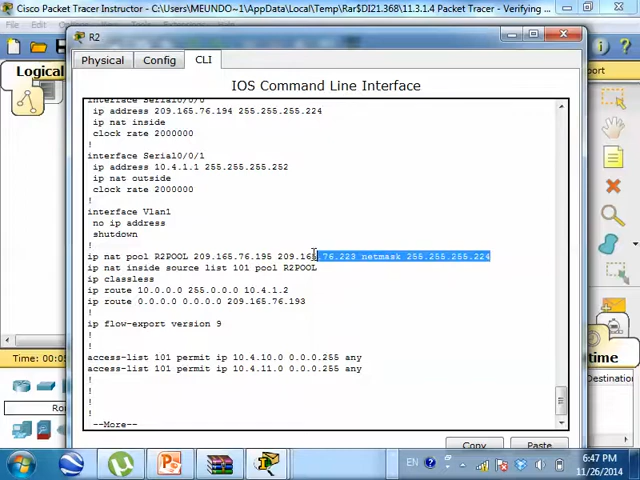 Cisco Packet Tracer Instructor - C:\Users\MEUNDO~1\AppData\Local\Temp\Rar$DI21.368\11.3.1.4 Packet Tracer - Verifying
File
R2
Logical
Physical
Config
CLI
IOS Command Line Interface
interface Serial0/0/0
ip address 209.165.76.194 255.255.255.224
ip nat inside
clock rate 2000000
!
interface Serial0/0/1
ip address 10.4.1.1 255.255.255.252
ip nat outside
clock rate 2000000
!
interface Vlan1
no ip address
shutdown
!
ip nat pool R2POOL 209.165.76.195 209.165.76.223 netmask 255.255.255.224
ip nat inside source list 101 pool R2POOL
ip classless
ip route 10.0.0.0 255.0.0.0 10.4.1.2
ip route 0.0.0.0 0.0.0.0 209.165.76.193
!
ip flow-export version 9
!
!
access-list 101 permit ip 10.4.10.0 0.0.0.255 any
access-list 101 permit ip 10.4.11.0 0.0.0.255 any
!
!
!
!
--More--
Copy
Paste
Time: 00:0
Destination
EN
6:47 PM
11/26/2014